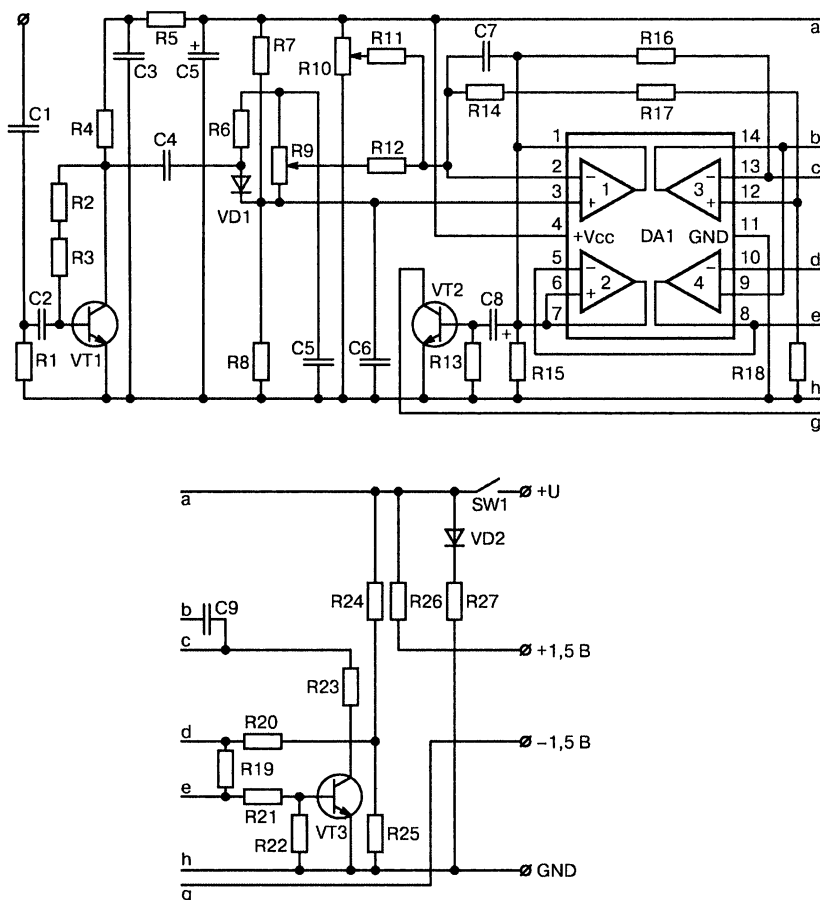 a
R5
C3
+
C5
R7
R10
R11
C7
R16
C1
R4
C4
R6
R9
R12
R14
R17
1
14
b
VD1
2
−
1
3
−
13
c
3
+
+
12
R2
4
+Vcc
DA1
GND
11
R3
VT2
C8
5
−
2
4
−
10
d
6
+
9
C2
7
+
8
e
R1
VT1
R8
C5
C6
R13
R15
R18
h
g
a
SW1
+U
VD2
R24
R26
R27
b
C9
c
+1,5 В
R23
d
R20
−1,5 В
R19
e
R21
VT3
R22
R25
h
GND
g